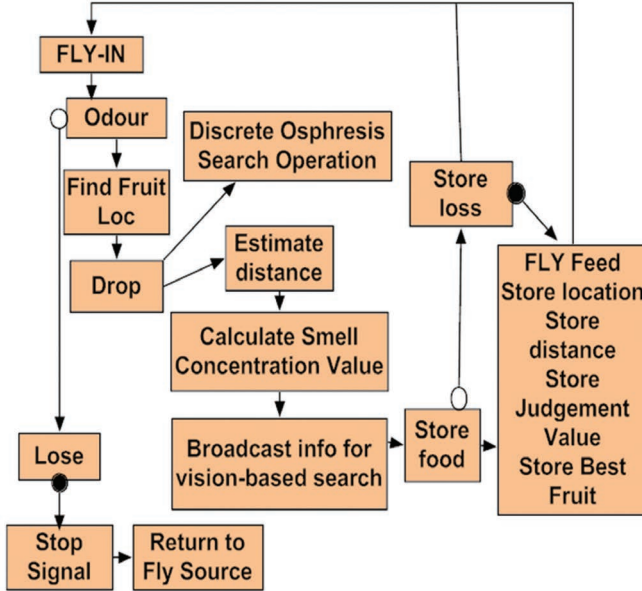 FLY-IN
Odour
Discrete Osphresis
Search Operation
Find Fruit
Loc
Store
loss
Drop
Estimate
distance
FLY Feed
Store location
Store
distance
Store
Judgement
Value
Store Best
Fruit
Calculate Smell
Concentration Value
Broadcast info for
vision-based search
Store
food
Lose
Stop
Signal
Return to
Fly Source